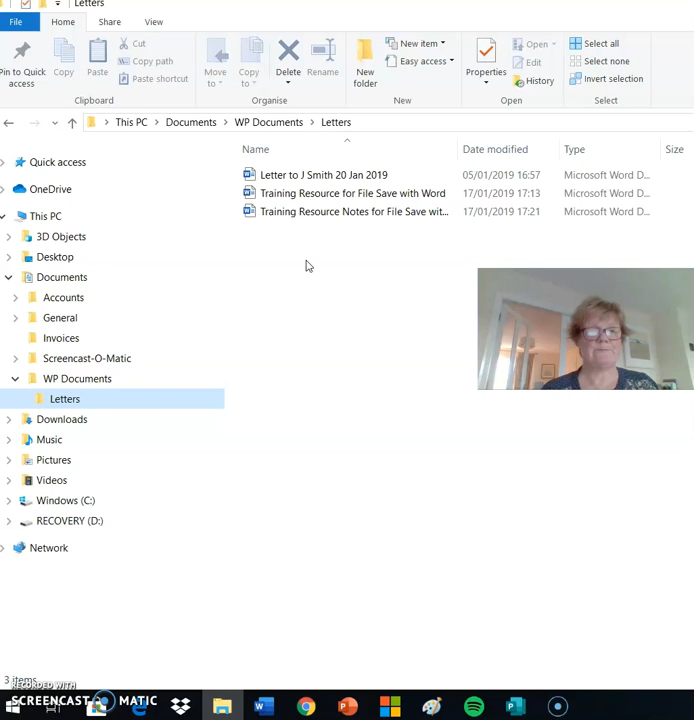 Letters
File Home Share View
Pin to Quick access
Copy
Paste
Cut
Copy path
Paste shortcut
Clipboard
Move to
Copy to
Delete
Rename
Organise
New folder
New item
Easy access
New
Properties
Open
Edit
History
Open
Select all
Select none
Invert selection
Select
This PC > Documents > WP Documents > Letters
Name Date modified Type Size
Letter to J Smith 20 Jan 2019 05/01/2019 16:57 Microsoft Word D...
Training Resource for File Save with Word 17/01/2019 17:13 Microsoft Word D...
Training Resource Notes for File Save wit... 17/01/2019 17:21 Microsoft Word D...
Quick access
OneDrive
This PC
3D Objects
Desktop
Documents
Accounts
General
Invoices
Screencast-O-Matic
WP Documents
Letters
Downloads
Music
Pictures
Videos
Windows (C:)
RECOVERY (D:)
Network
3 items
RECORDED WITH
SCREENCAST MATIC